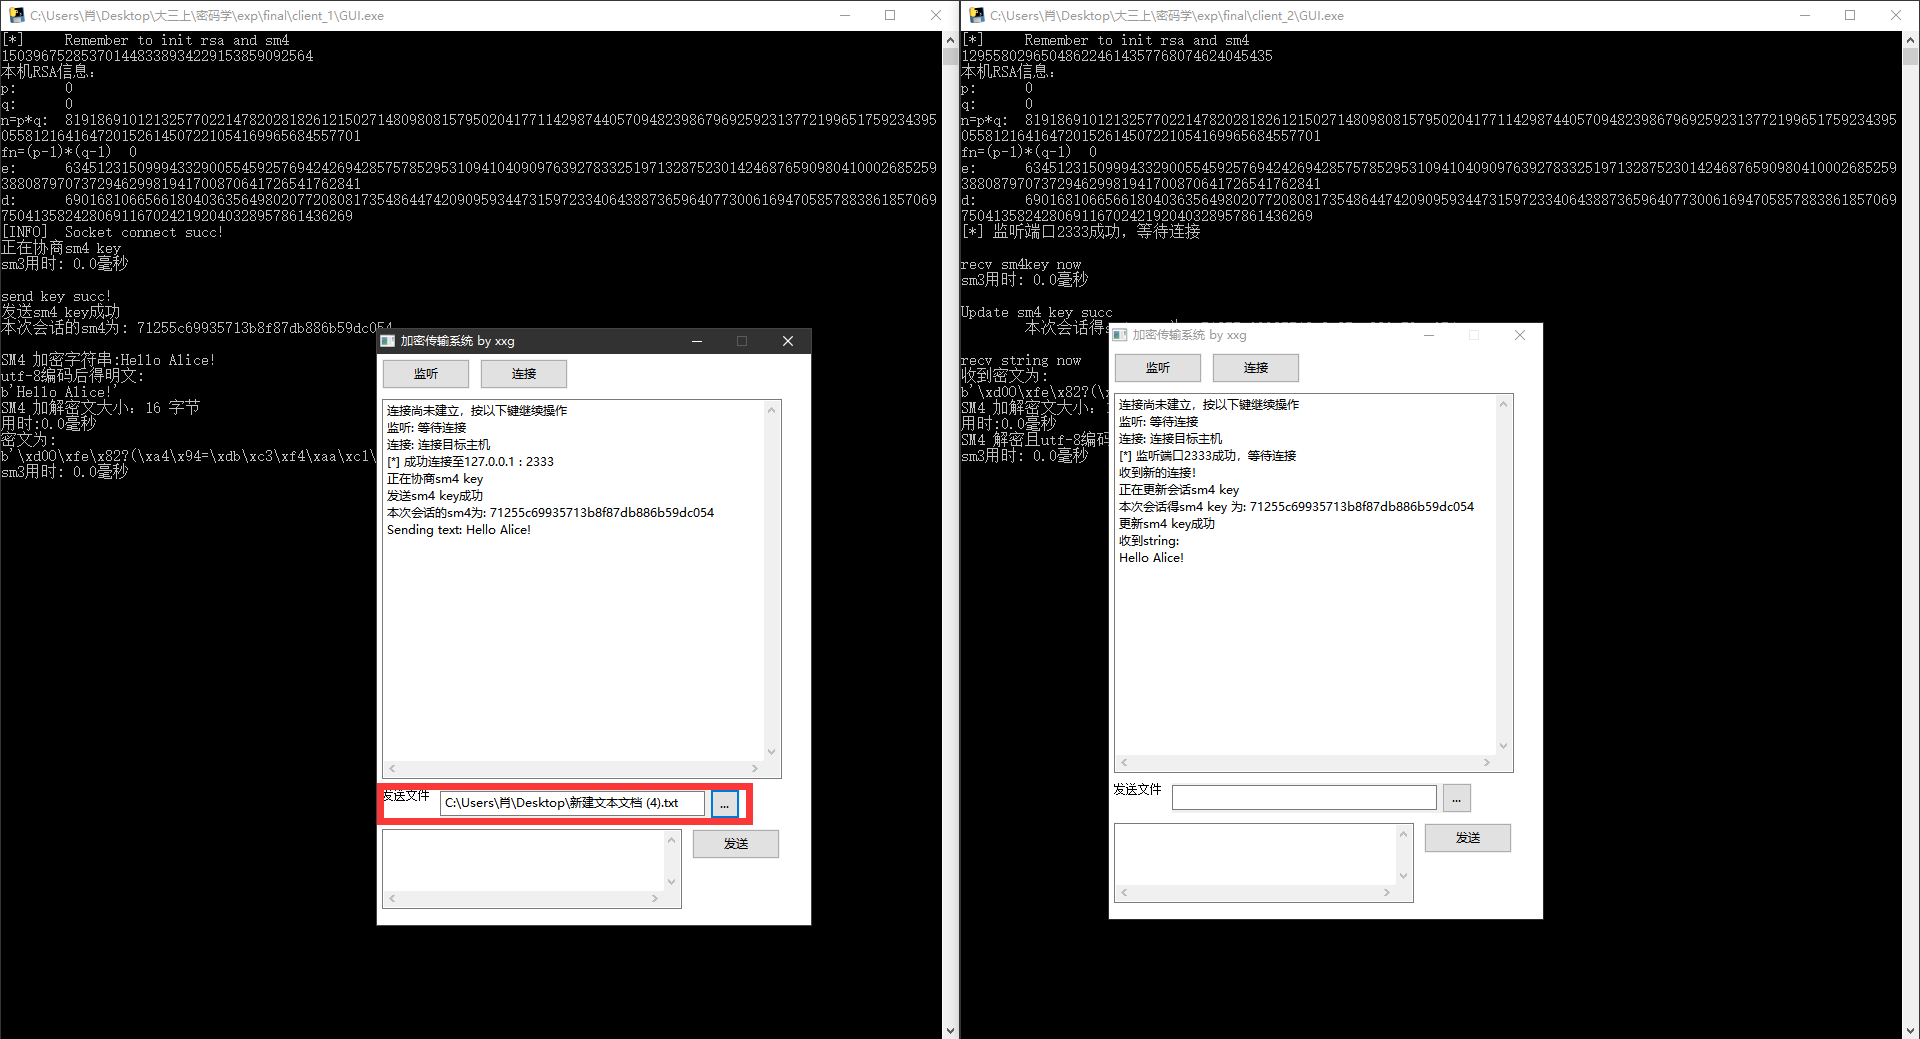 C:\Users\肖\Desktop\大三上\密码学\exp\final\client_1\GUI.exe
[*] Remember to init rsa and sm4
150396752853701448338934229153859092564
本机RSA信息：
p: 0
q: 0
n=p*q: 8191869101213257702214782028182612150271480980815795020417711429874405709482398679692592313772199651759234395
0558121641647201526145072210541699656845577​01
fn=(p-1)*(q-1) 0
e: 6345123150999433290055459257694242694285757852953109410409097639278332519713287523014246876590980410002685259
388087970737294629981941700870641726541762841
d: 6901681066566180403635649802077208081735486447420909593447315972334064388736596407730061694705857883861857069
7504135824280691167024219204032895786143626​9
[INFO] Socket connect succ!
正在协商sm4 key
sm3用时: 0.0毫秒
send key succ!
发送sm4 key成功
本次会话的sm4为: 71255c69935713b8f87db886b59dc054
SM4 加密字符串:Hello Alice!
utf-8编码后得明文:
b'Hello Alice!'
SM4 加解密文大小: 16 字节
用时:0.0毫秒
密文为:
b'\xd0O\xfe\x82?(\xa4\x94=\xdb\xc3\xf4\xaa\xc1\
sm3用时: 0.0毫秒
加密传输系统 by xxg
监听 连接
连接尚未建立，按以下键继续操作
监听: 等待连接
连接: 连接目标主机
[*] 成功连接至127.0.0.1 : 2333
正在协商sm4 key
发送sm4 key成功
本次会话的sm4为: 71255c69935713b8f87db886b59dc054
Sending text: Hello Alice!
发送文件 C:\Users\肖\Desktop\新建文本文档 (4).txt ...
发送
C:\Users\肖\Desktop\大三上\密码学\exp\final\client_2\GUI.exe
[*] Remember to init rsa and sm4
129558029650486224614357768074624045435
本机RSA信息：
p: 0
q: 0
n=p*q: 8191869101213257702214782028182612150271480980815795020417711429874405709482398679692592313772199651759234395
055812164164720152614507221054169965684557701
fn=(p-1)*(q-1) 0
e: 6345123150999433290055459257694242694285757852953109410409097639278332519713287523014246876590980410002685259
388087970737294629981941700870641726541762841
d: 6901681066566180403635649802077208081735486447420909593447315972334064388736596407730061694705857883861857069
75041358242806911670242192040328957861436269
[*] 监听端口2333成功，等待连接
recv sm4key now
sm3用时: 0.0毫秒
Update sm4 key succ
本次会话得
recv string now
收到密文为:
b'\xd0O\xfe\x82?(\x
SM4 加解密文大小:
用时:0.0毫秒
SM4 解密且utf-8编码
sm3用时: 0.0毫秒
加密传输系统 by xxg
监听 连接
连接尚未建立，按以下键继续操作
监听: 等待连接
连接: 连接目标主机
[*] 监听端口2333成功，等待连接
收到新的连接！
正在更新会话sm4 key
本次会话得sm4 key 为: 71255c69935713b8f87db886b59dc054
更新sm4 key成功
收到string:
Hello Alice!
发送文件 ...
发送